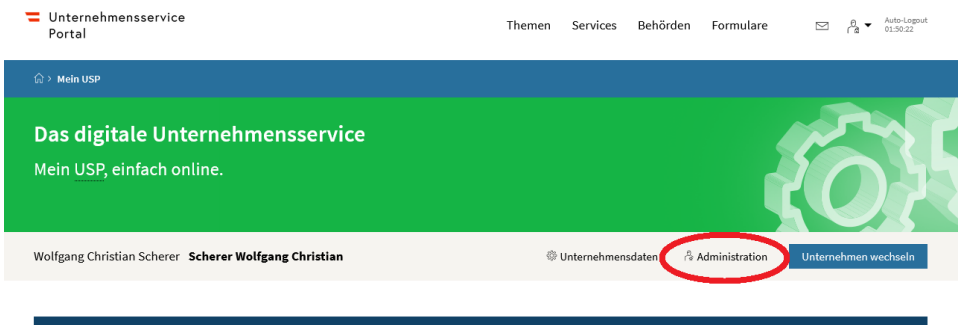 Unternehmensservice
Portal
Themen Services Behörden Formulare
Auto-Logout
01:50:22
Mein USP
Das digitale Unternehmensservice
Mein USP, einfach online.
Wolfgang Christian Scherer Scherer Wolfgang Christian Unternehmensdaten Administration Unternehmen wechseln